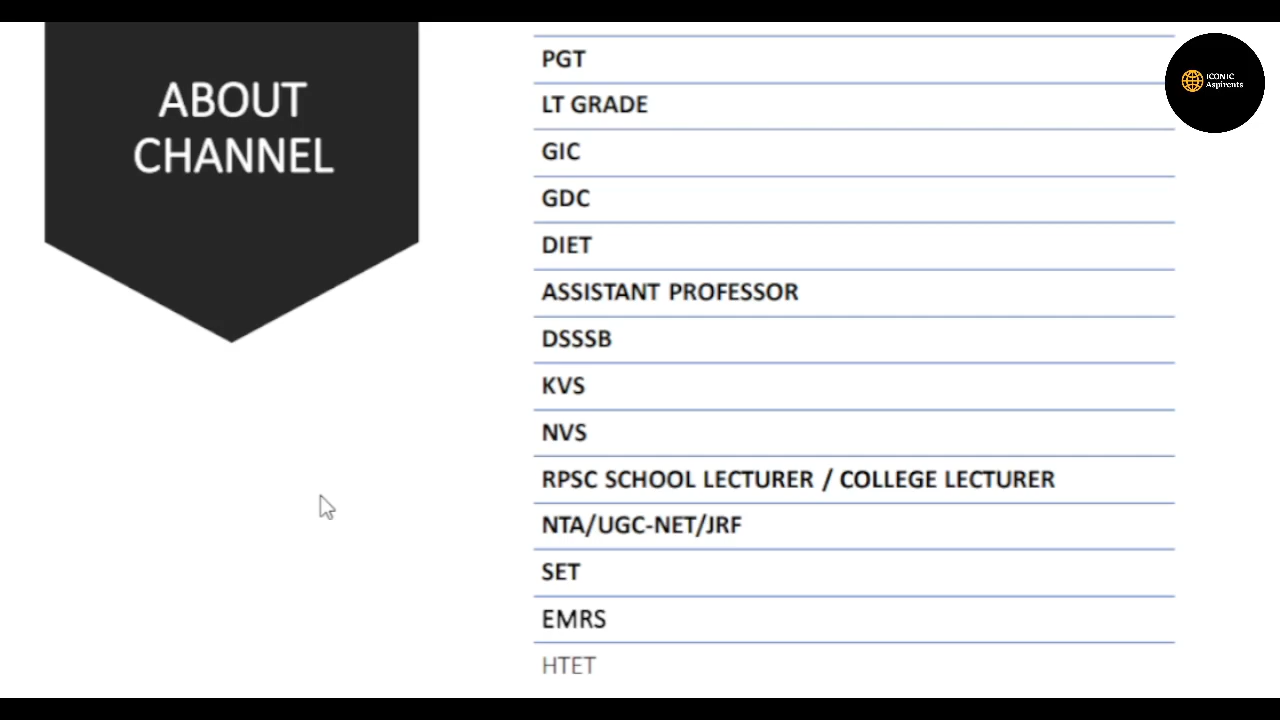 ABOUT
CHANNEL
PGT
LT GRADE
GIC
GDC
DIET
ASSISTANT PROFESSOR
DSSSB
KVS
NVS
RPSC SCHOOL LECTURER / COLLEGE LECTURER
NTA/UGC-NET/JRF
SET
EMRS
HTET
ICONIC
Aspirents